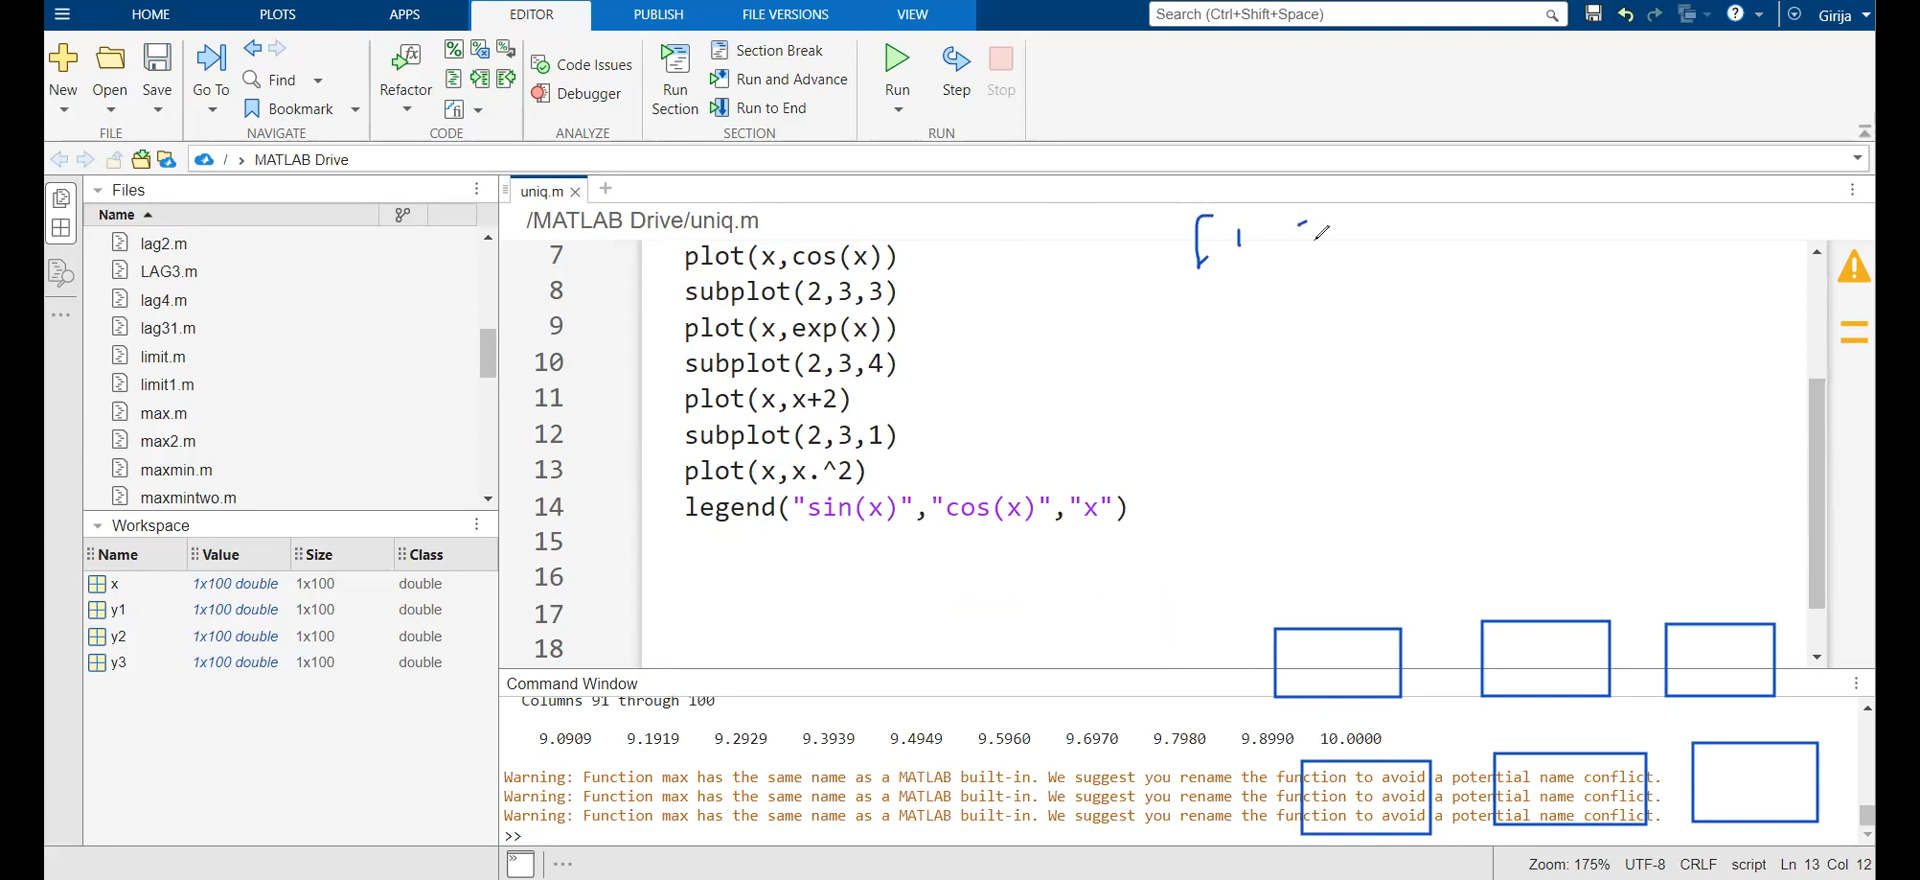 HOME PLOTS APPS EDITOR PUBLISH FILE VERSIONS VIEW Search (Ctrl+Shift+Space) Girija
New Open Save Go To Find Bookmark Refactor Code Issues Debugger Run Section Section Break Run and Advance Run to End Run Step Stop
FILE NAVIGATE CODE ANALYZE SECTION RUN
/ › MATLAB Drive
Files
Name
lag2.m
LAG3.m
lag4.m
lag31.m
limit.m
limit1.m
max.m
max2.m
maxmin.m
maxmintwo.m
Workspace
Name Value Size Class
x 1x100 double 1x100 double
y1 1x100 double 1x100 double
y2 1x100 double 1x100 double
y3 1x100 double 1x100 double
uniq.m
/MATLAB Drive/uniq.m
[ 1
7 plot(x,cos(x))
8 subplot(2,3,3)
9 plot(x,exp(x))
10 subplot(2,3,4)
11 plot(x,x+2)
12 subplot(2,3,1)
13 plot(x,x.^2)
14 legend("sin(x)","cos(x)","x")
15
16
17
18
Command Window
Columns 91 through 100
9.0909 9.1919 9.2929 9.3939 9.4949 9.5960 9.6970 9.7980 9.8990 10.0000
Warning: Function max has the same name as a MATLAB built-in. We suggest you rename the function to avoid a potential name conflict.
Warning: Function max has the same name as a MATLAB built-in. We suggest you rename the function to avoid a potential name conflict.
Warning: Function max has the same name as a MATLAB built-in. We suggest you rename the function to avoid a potential name conflict.
>>
Zoom: 175% UTF-8 CRLF script Ln 13 Col 12